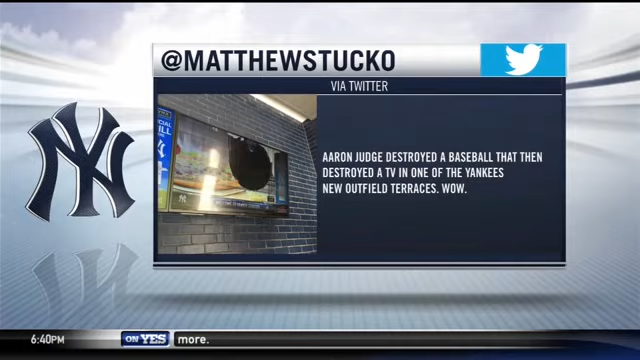 @MATTHEWSTUCKO
VIA TWITTER
AARON JUDGE DESTROYED A BASEBALL THAT THEN
DESTROYED A TV IN ONE OF THE YANKEES
NEW OUTFIELD TERRACES. WOW.
NY
6:40PM
ON YES
more.